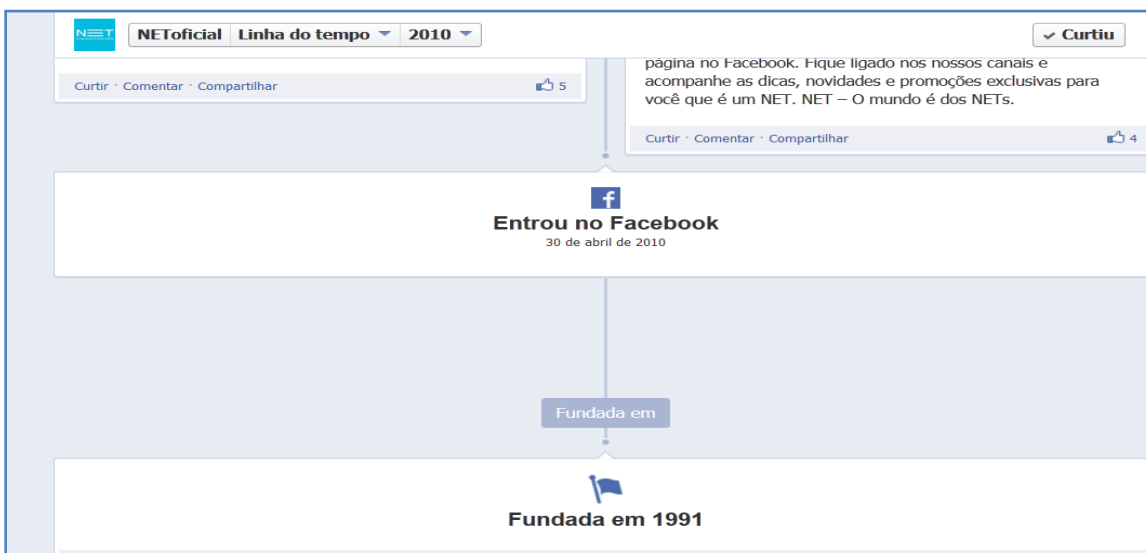 NET
NEToficial Linha do tempo 2010 Curtiu
Curtir · Comentar · Compartilhar 5
página no Facebook. Fique ligado nos nossos canais e
acompanhe as dicas, novidades e promoções exclusivas para
você que é um NET. NET – O mundo é dos NETs.
Curtir · Comentar · Compartilhar 4
Entrou no Facebook
30 de abril de 2010
Fundada em
Fundada em 1991